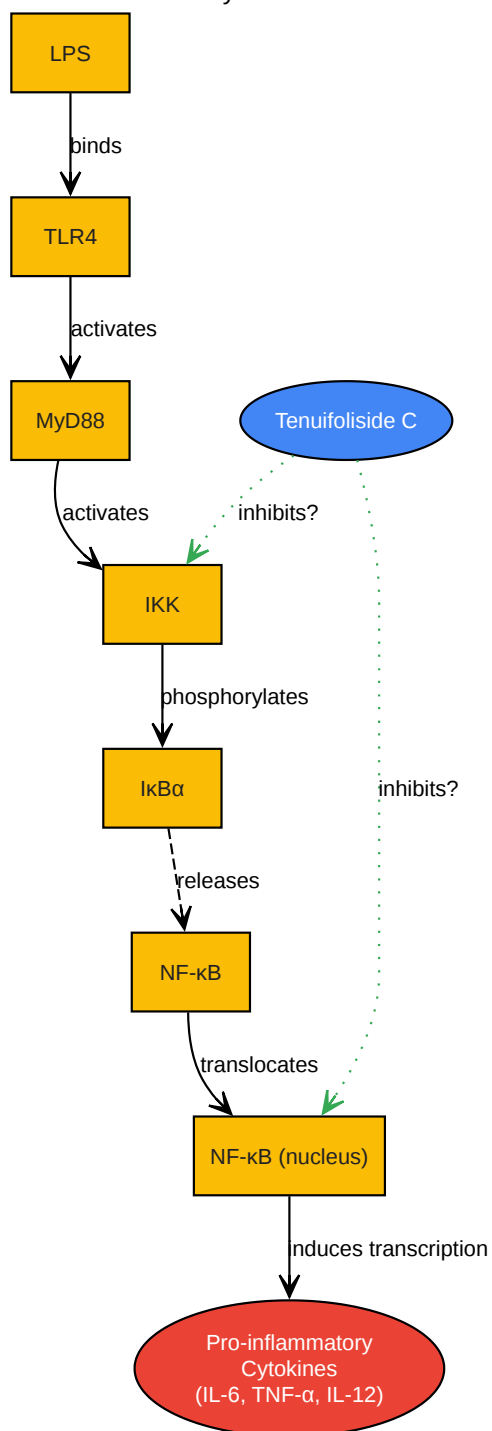 LPS
binds
TLR4
activates
MyD88
Tenuifoliside C
activates
inhibits?
IKK
phosphorylates
IκBα
inhibits?
releases
NF-κB
translocates
NF-κB (nucleus)
induces transcription
Pro-inflammatory
Cytokines
(IL-6, TNF-α, IL-12)